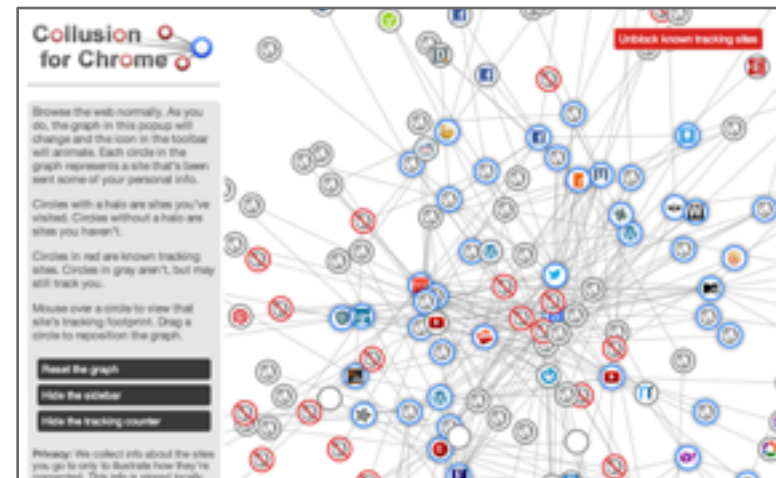 Collusion
for Chrome
Unblock known tracking sites
Browse the web normally. As you
do, the graph in this popup will
change and the icon in the toolbar
will animate. Each circle in the
graph represents a site that's been
sent some of your personal info.
Circles with a halo are sites you've
visited. Circles without a halo are
sites you haven't.
Circles in red are known tracking
sites. Circles in gray aren't, but may
still track you.
Mouse over a circle to view that
site's tracking footprint. Drag a
circle to reposition the graph.
Reset the graph
Hide the sidebar
Hide the tracking counter
Privacy: We collect info about the sites
you go to only to illustrate how they're
connected. This info is stored locally